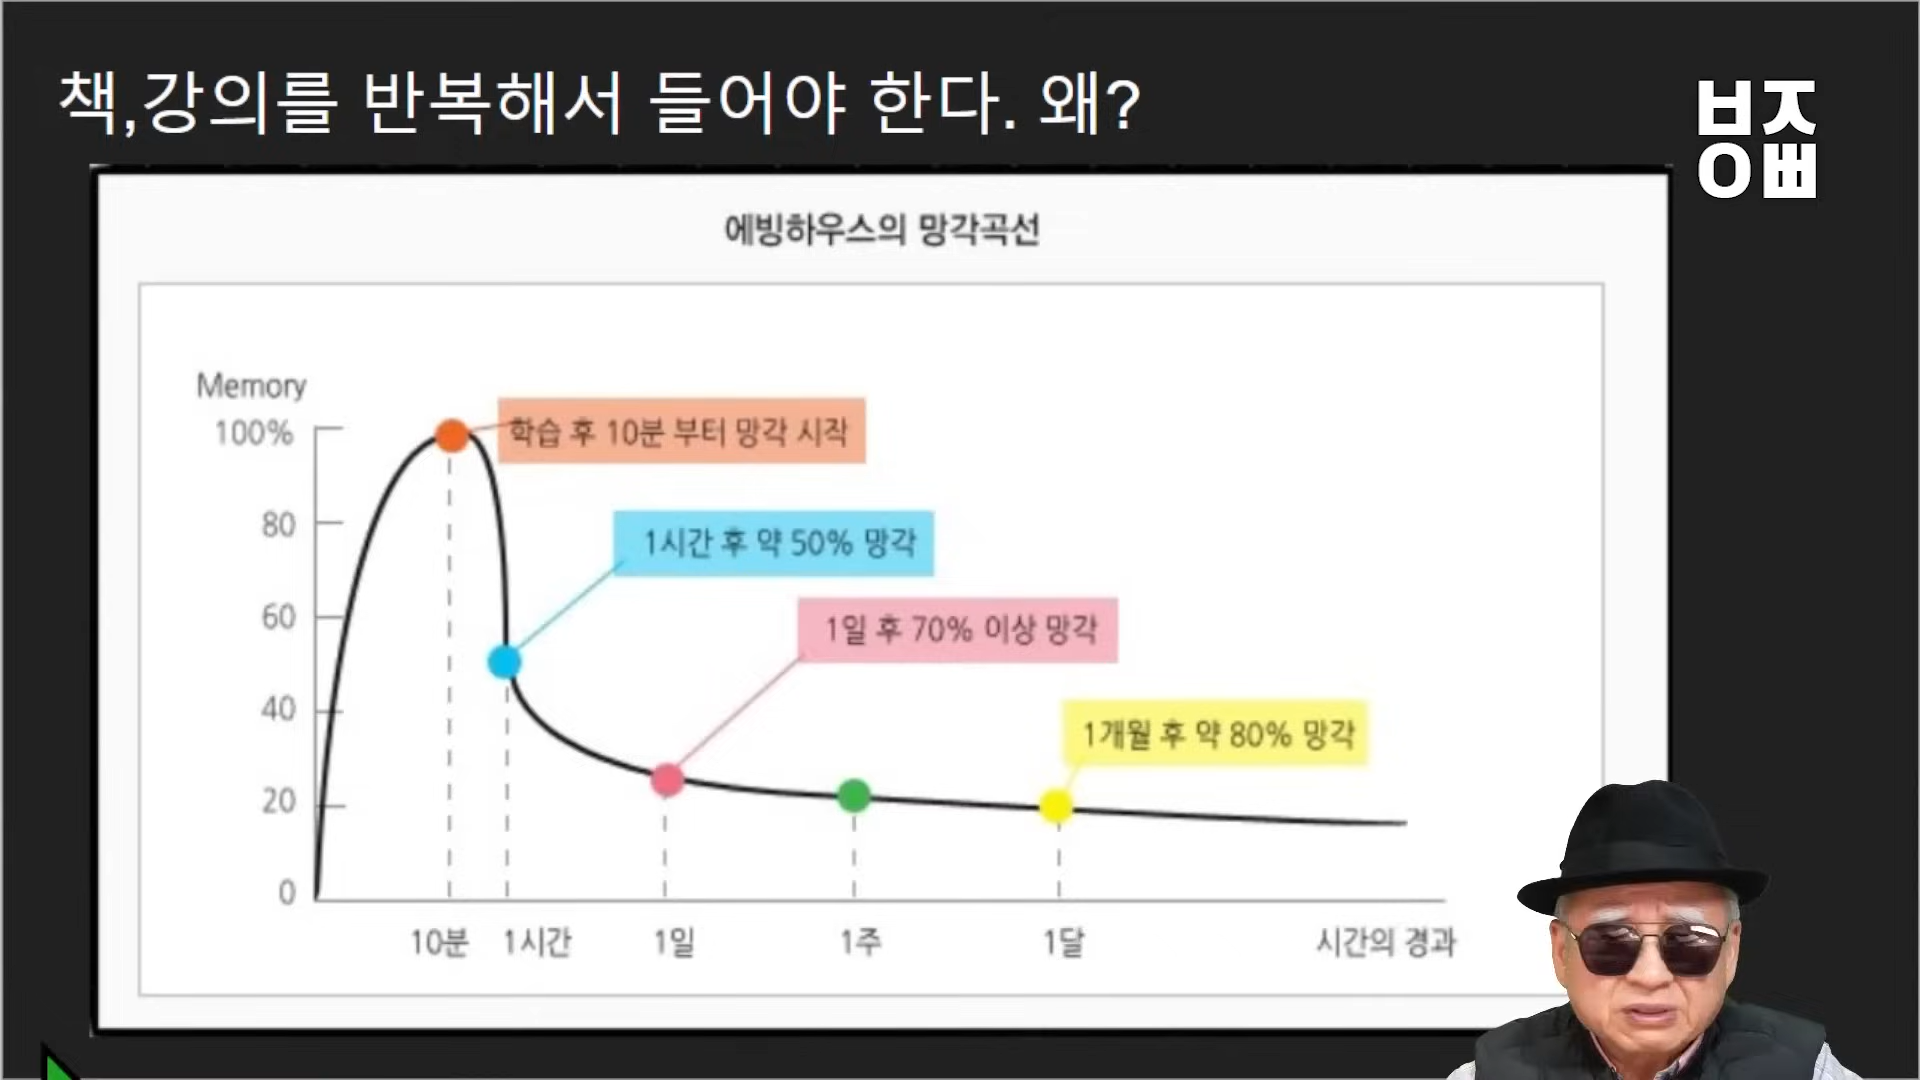 책,강의를 반복해서 들어야 한다. 왜?
에빙하우스의 망각곡선
Memory
100%
학습 후 10분 부터 망각 시작
80
1시간 후 약 50% 망각
60
1일 후 70% 이상 망각
40
1개월 후 약 80% 망각
20
0
10분 1시간 1일 1주 1달 시간의 경과